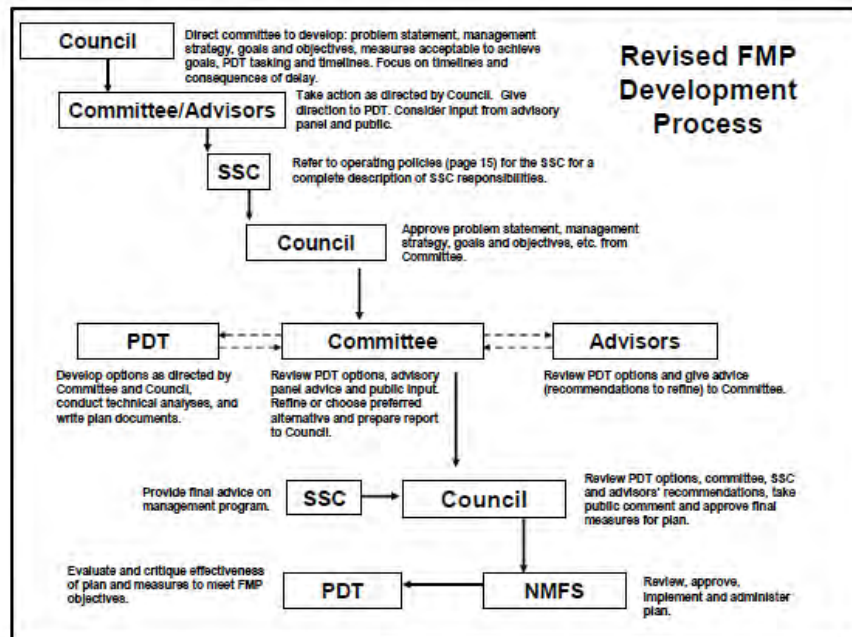 Council
Direct committee to develop: problem statement, management
strategy, goals and objectives, measures acceptable to achieve
goals, PDT tasking and timelines. Focus on timelines and
consequences of delay.
Revised FMP
Development
Process
Committee/Advisors
Take action as directed by Council. Give
direction to PDT. Consider input from advisory
panel and public.
SSC
Refer to operating policies (page 15) for the SSC for a
complete description of SSC responsibilities.
Council
Approve problem statement, management
strategy, goals and objectives, etc. from
Committee.
PDT
Develop options as directed by
Committee and Council,
conduct technical analyses, and
write plan documents.
Committee
Review PDT options, advisory
panel advice and public input.
Refine or choose preferred
alternative and prepare report
to Council.
Advisors
Review PDT options and give advice
(recommendations to refine) to Committee.
Provide final advice on
management program.
SSC
Council
Review PDT options, committee, SSC
and advisors' recommendations, take
public comment and approve final
measures for plan.
Evaluate and critique effectiveness
of plan and measures to meet FMP
objectives.
PDT
NMFS
Review, approve,
implement and administer
plan.